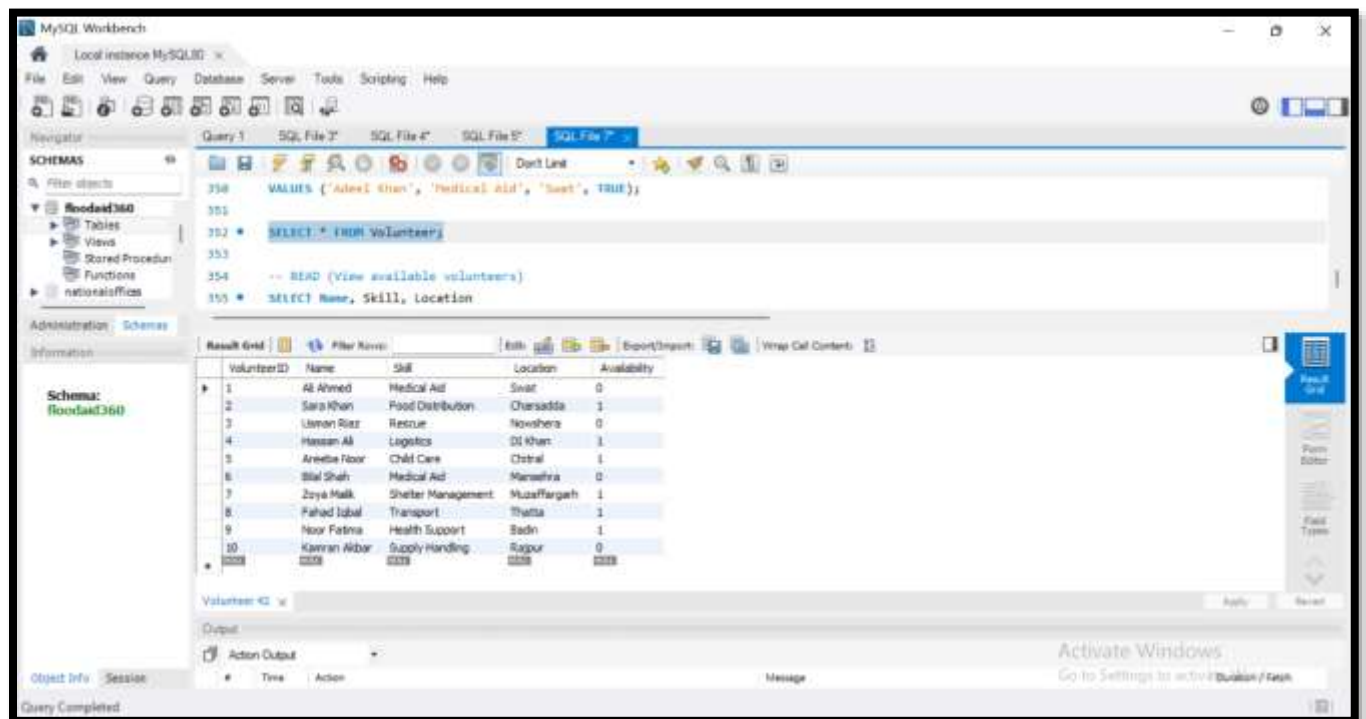 MySQL Workbench
Local instance MySQL80
File Edit View Query Database Server Tools Scripting Help
Navigator
Query 1 SQL File 3* SQL File 4* SQL File 5* SQL File 7*
SCHEMAS
Filter objects
Don't Limit
floodaid360
Tables
Views
Stored Procedun
Functions
nationaloffices
350 VALUES ('Adeel Khan', 'Medical Aid', 'Swat', TRUE);
351
352 SELECT * FROM Volunteer;
353
354 -- READ (View available volunteers)
355 SELECT Name, Skill, Location
Administration Schemas
Information
Schema:
floodaid360
Result Grid Filter Rows: Edit: Export/Import: Wrap Cell Content:
VolunteerID Name Skill Location Availability
1 Ali Ahmed Medical Aid Swat 0
2 Sara Khan Food Distribution Charsadda 1
3 Usman Riaz Rescue Nowshera 0
4 Hassan Ali Logistics DI Khan 1
5 Areeba Noor Child Care Chitral 1
6 Bilal Shah Medical Aid Mansehra 0
7 Zoya Malik Shelter Management Muzaffargarh 1
8 Fahad Iqbal Transport Thatta 1
9 Noor Fatima Health Support Badin 1
10 Kamran Akbar Supply Handling Rajpur 0
NULL NULL NULL NULL NULL
Result
Grid
Form
Editor
Field
Types
Volunteer 42
Apply Revert
Output
Action Output
Activate Windows
# Time Action Message Duration / Fetch
Go to Settings to activ
Object Info Session
Query Completed